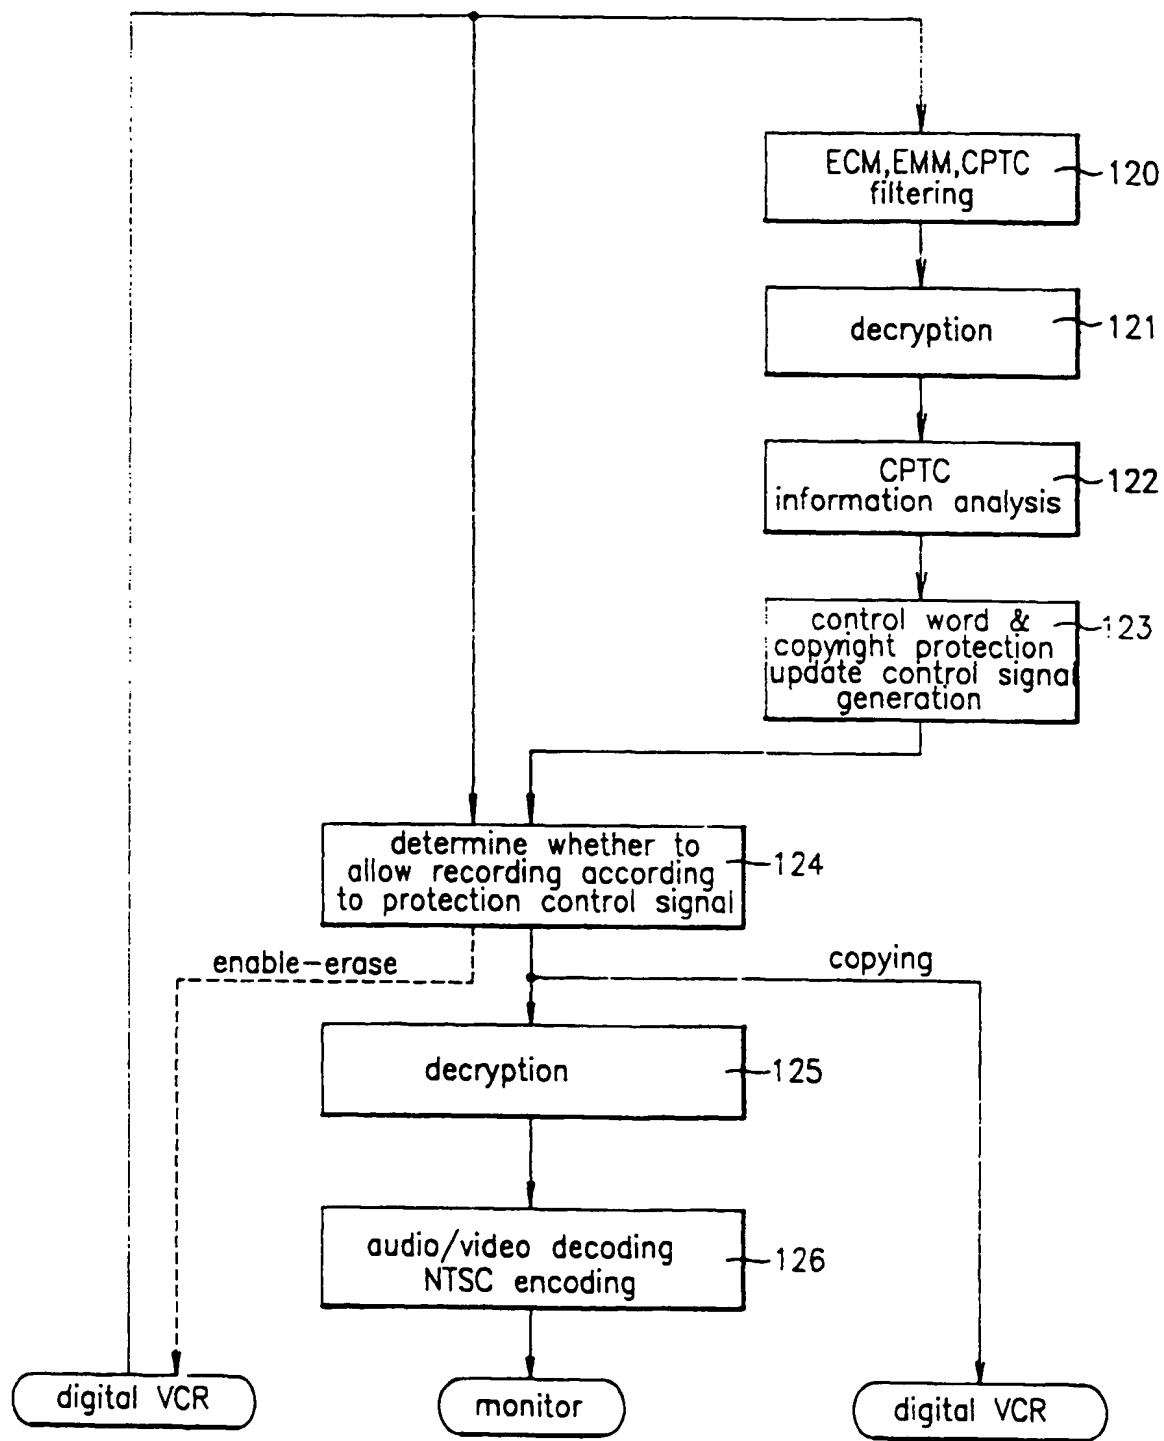 ECM,EMM,CPTC
filtering
120
decryption
121
CPTC
information analysis
122
control word &
copyright protection
update control signal
generation
123
determine whether to
allow recording according
to protection control signal
124
enable-erase
copying
decryption
125
audio/video decoding
NTSC encoding
126
digital VCR
monitor
digital VCR